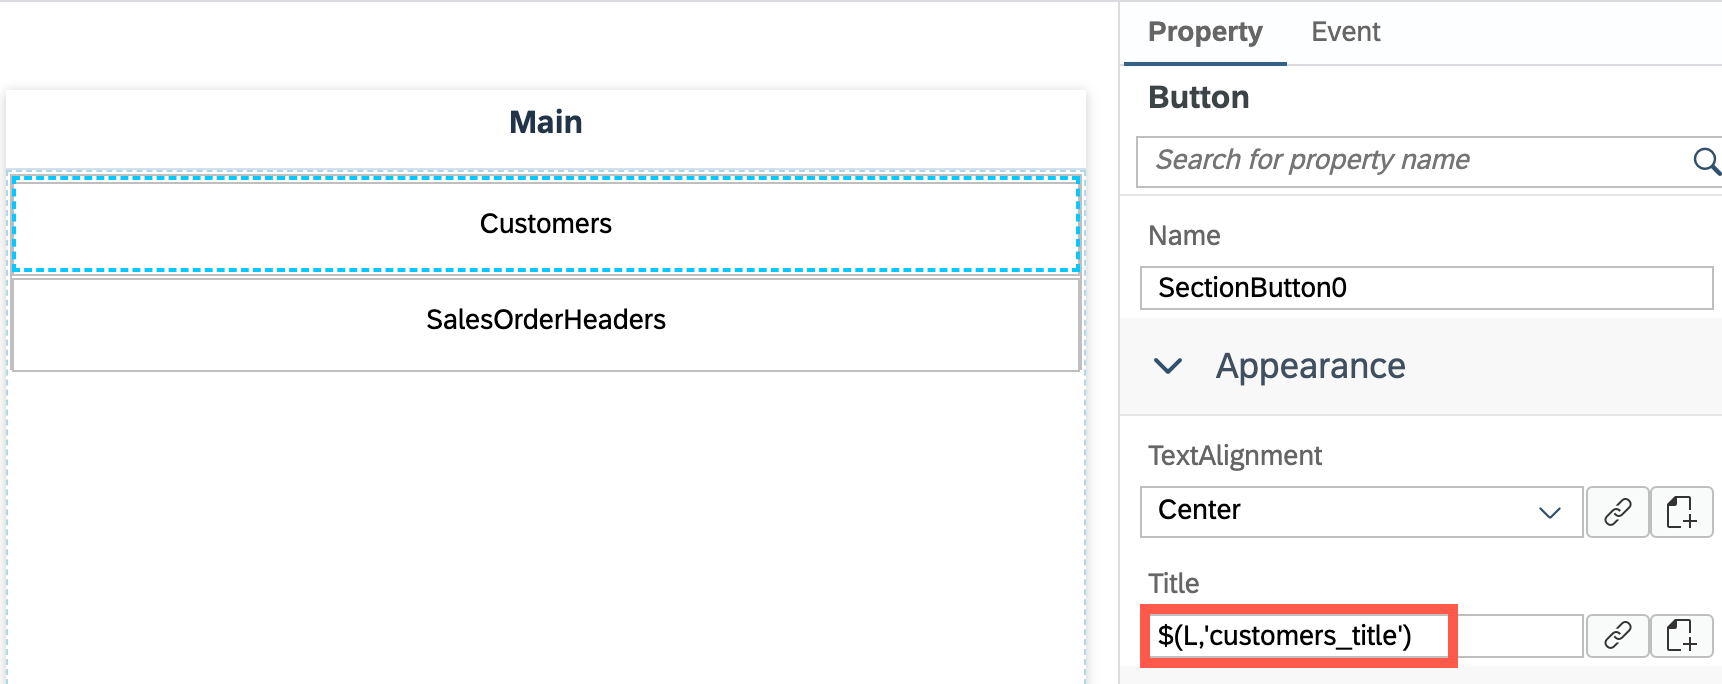 Main
Customers
SalesOrderHeaders
Property
Event
Button
Search for property name
Name
SectionButton0
Appearance
TextAlignment
Center
Title
$(L,'customers_title')